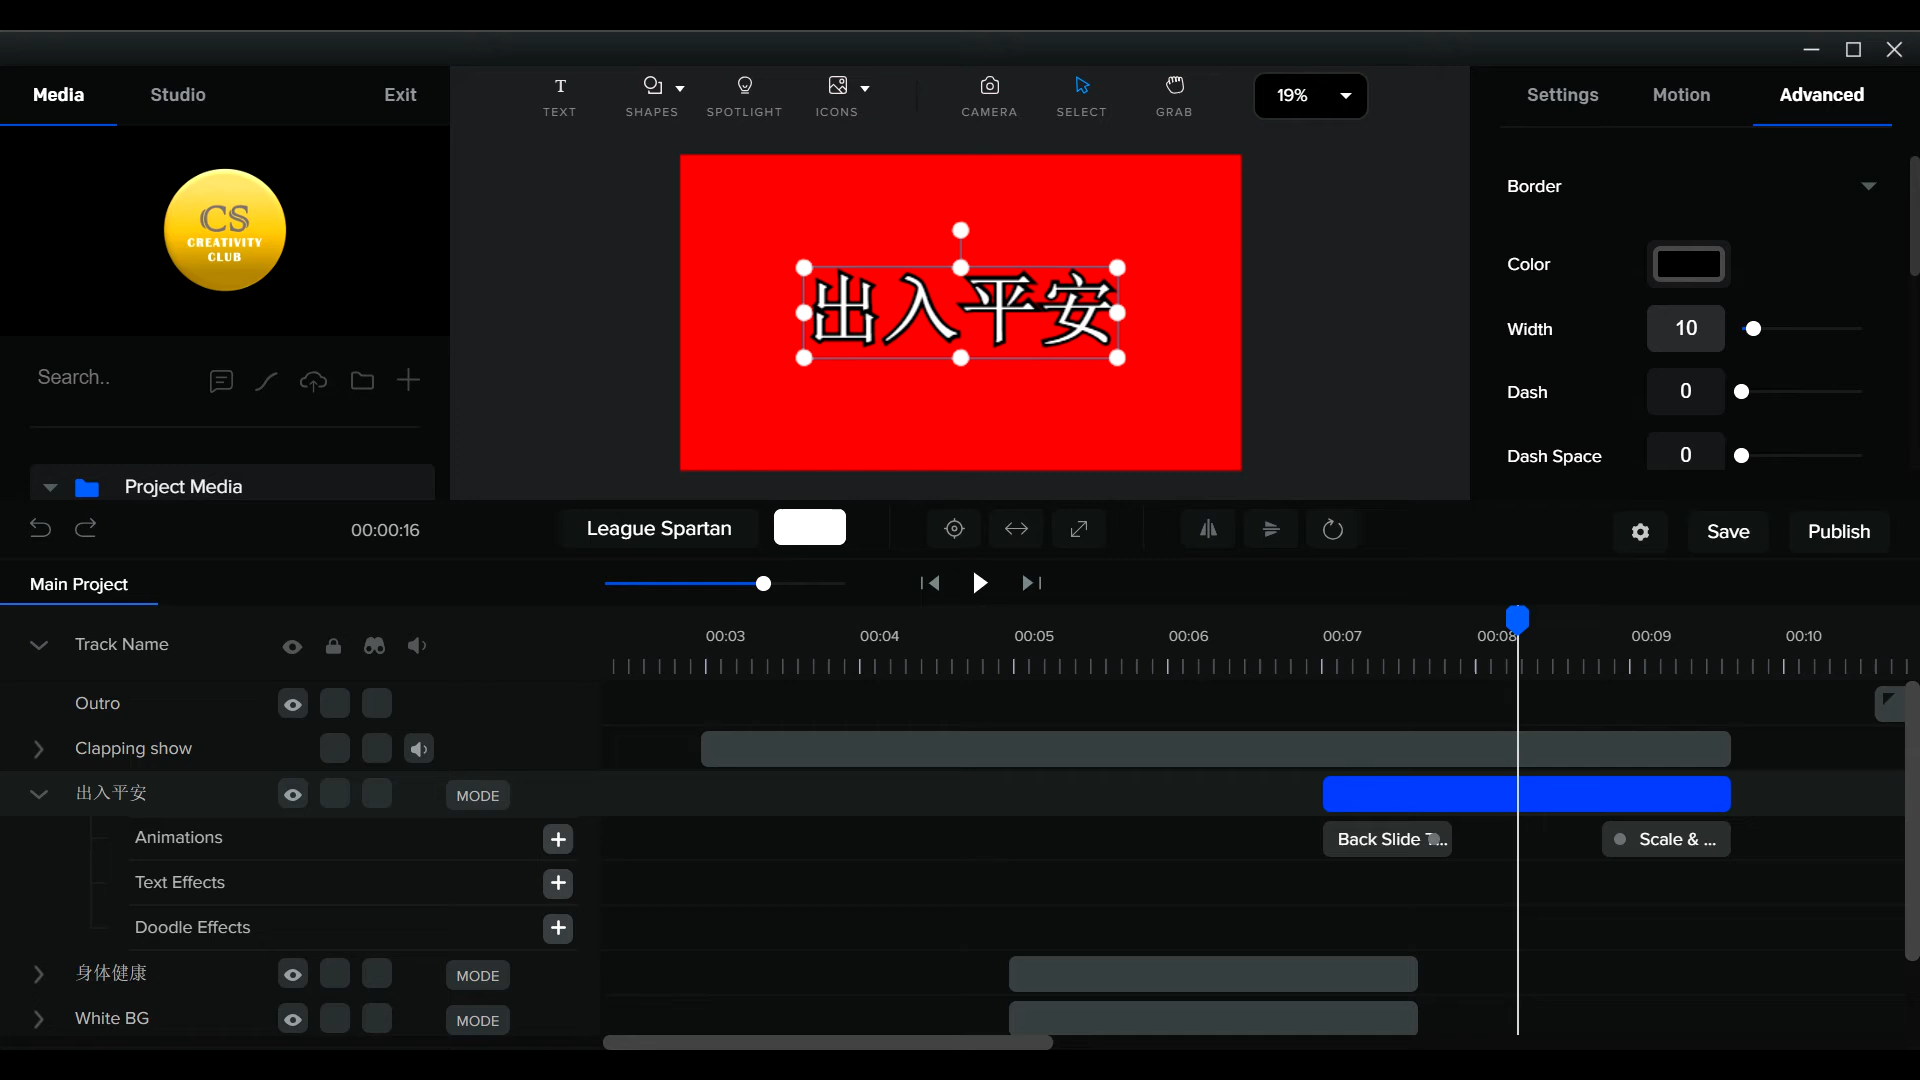 Media
Studio
Exit
TEXT
SHAPES
SPOTLIGHT
ICONS
CAMERA
SELECT
GRAB
19%
Settings
Motion
Advanced
CS
CREATIVITY
CLUB
出入平安
Border
Color
Width
10
Dash
0
Dash Space
0
Search..
Project Media
00:00:16
League Spartan
Save
Publish
Main Project
Track Name
00:03
00:04
00:05
00:06
00:07
00:08
00:09
00:10
Outro
Clapping show
出入平安
MODE
Animations
Back Slide T...
Scale & ...
Text Effects
Doodle Effects
身体健康
MODE
White BG
MODE